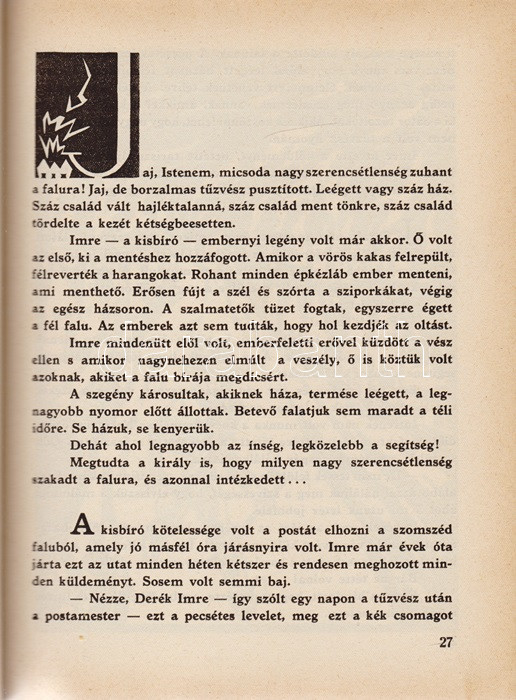 Jaj, Istenem, micsoda nagy szerencsétlenség zuhant
a falura! Jaj, de borzalmas tűzvész pusztított. Leégett vagy száz ház.
Száz család vált hajléktalanná, száz család ment tönkre, száz család
tördelte a kezét kétségbeesetten.
Imre — a kisbíró — embernyi legény volt már akkor. Ő volt
az első, ki a mentéshez hozzáfogott. Amikor a vörös kakas felrepült,
félreverték a harangokat. Rohant minden épkézláb ember menteni,
ami menthető. Erősen fújt a szél és szórta a sziporkákat, végig
az egész házsoron. A szalmatetők tüzet fogtak, egyszerre égett
a fél falu. Az emberek azt sem tudták, hogy hol kezdjék az oltást.
Imre mindenütt elől volt, emberfeletti erővel küzdött a vész
ellen s amikor nagynehezen elmúlt a veszély, ő is köztük volt
azoknak, akiket a falu bírája megdícsért.
A szegény károsultak, akiknek háza, termése leégett, a leg-
nagyobb nyomor előtt állottak. Betevő falatjuk sem maradt a téli
időre. Se házuk, se kenyerük.
Dehát ahol legnagyobb az ínség, legközelebb a segítség!
Megtudta a király is, hogy milyen nagy szerencsétlenség
szakadt a falura, és azonnal intézkedett...
A kisbíró kötelessége volt a postát elhozni a szomszéd
faluból, amely jó másfél óra járásnyira volt. Imre már évek óta
járta ezt az utat minden héten kétszer és rendesen meghozott min-
den küldeményt. Sosem volt semmi baj.
— Nézze, Derék Imre — így szólt egy napon a tűzvész után
a postamester — ezt a pecsétes levelet, meg ezt a kék csomagot
27